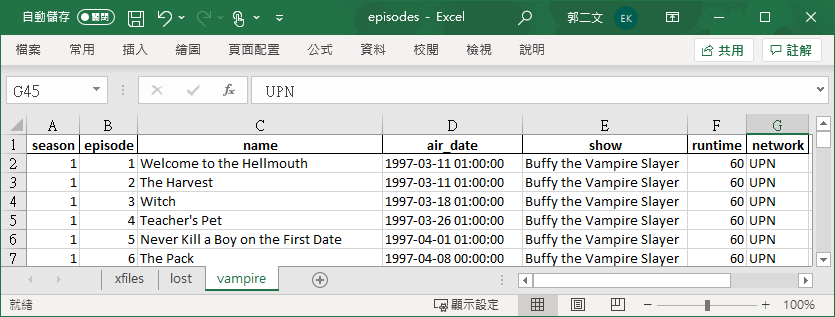 自動儲存 關閉 episodes - Excel 郭二文 EK
檔案 常用 插入 繪圖 頁面配置 公式 資料 校閱 檢視 說明 共用 註解
G45 fx UPN
A B C D E F G
1 season episode name air_date show runtime network
2 1 1 Welcome to the Hellmouth 1997-03-11 01:00:00 Buffy the Vampire Slayer 60 UPN
3 1 2 The Harvest 1997-03-11 01:00:00 Buffy the Vampire Slayer 60 UPN
4 1 3 Witch 1997-03-18 01:00:00 Buffy the Vampire Slayer 60 UPN
5 1 4 Teacher's Pet 1997-03-26 01:00:00 Buffy the Vampire Slayer 60 UPN
6 1 5 Never Kill a Boy on the First Date 1997-04-01 01:00:00 Buffy the Vampire Slayer 60 UPN
7 1 6 The Pack 1997-04-08 00:00:00 Buffy the Vampire Slayer 60 UPN
xfiles lost vampire
就緒 顯示設定 100%